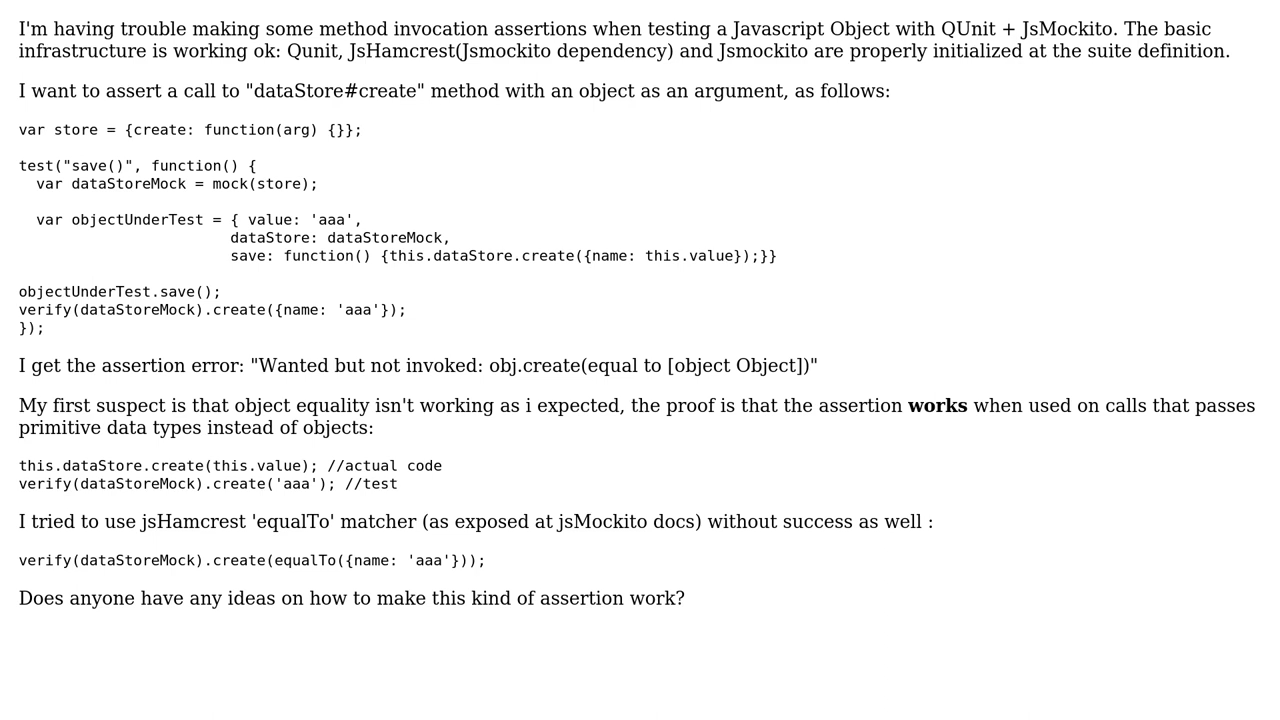 I'm having trouble making some method invocation assertions when testing a Javascript Object with QUnit + JsMockito. The basic
infrastructure is working ok: Qunit, JsHamcrest(Jsmockito dependency) and Jsmockito are properly initialized at the suite definition.
I want to assert a call to "dataStore#create" method with an object as an argument, as follows:
var store = {create: function(arg) {}};
test("save()", function() {
  var dataStoreMock = mock(store);
  var objectUnderTest = { value: 'aaa',
                        dataStore: dataStoreMock,
                        save: function() {this.dataStore.create({name: this.value});}}
objectUnderTest.save();
verify(dataStoreMock).create({name: 'aaa'});
});
I get the assertion error: "Wanted but not invoked: obj.create(equal to [object Object])"
My first suspect is that object equality isn't working as i expected, the proof is that the assertion works when used on calls that passes
primitive data types instead of objects:
this.dataStore.create(this.value); //actual code
verify(dataStoreMock).create('aaa'); //test
I tried to use jsHamcrest 'equalTo' matcher (as exposed at jsMockito docs) without success as well :
verify(dataStoreMock).create(equalTo({name: 'aaa'}));
Does anyone have any ideas on how to make this kind of assertion work?